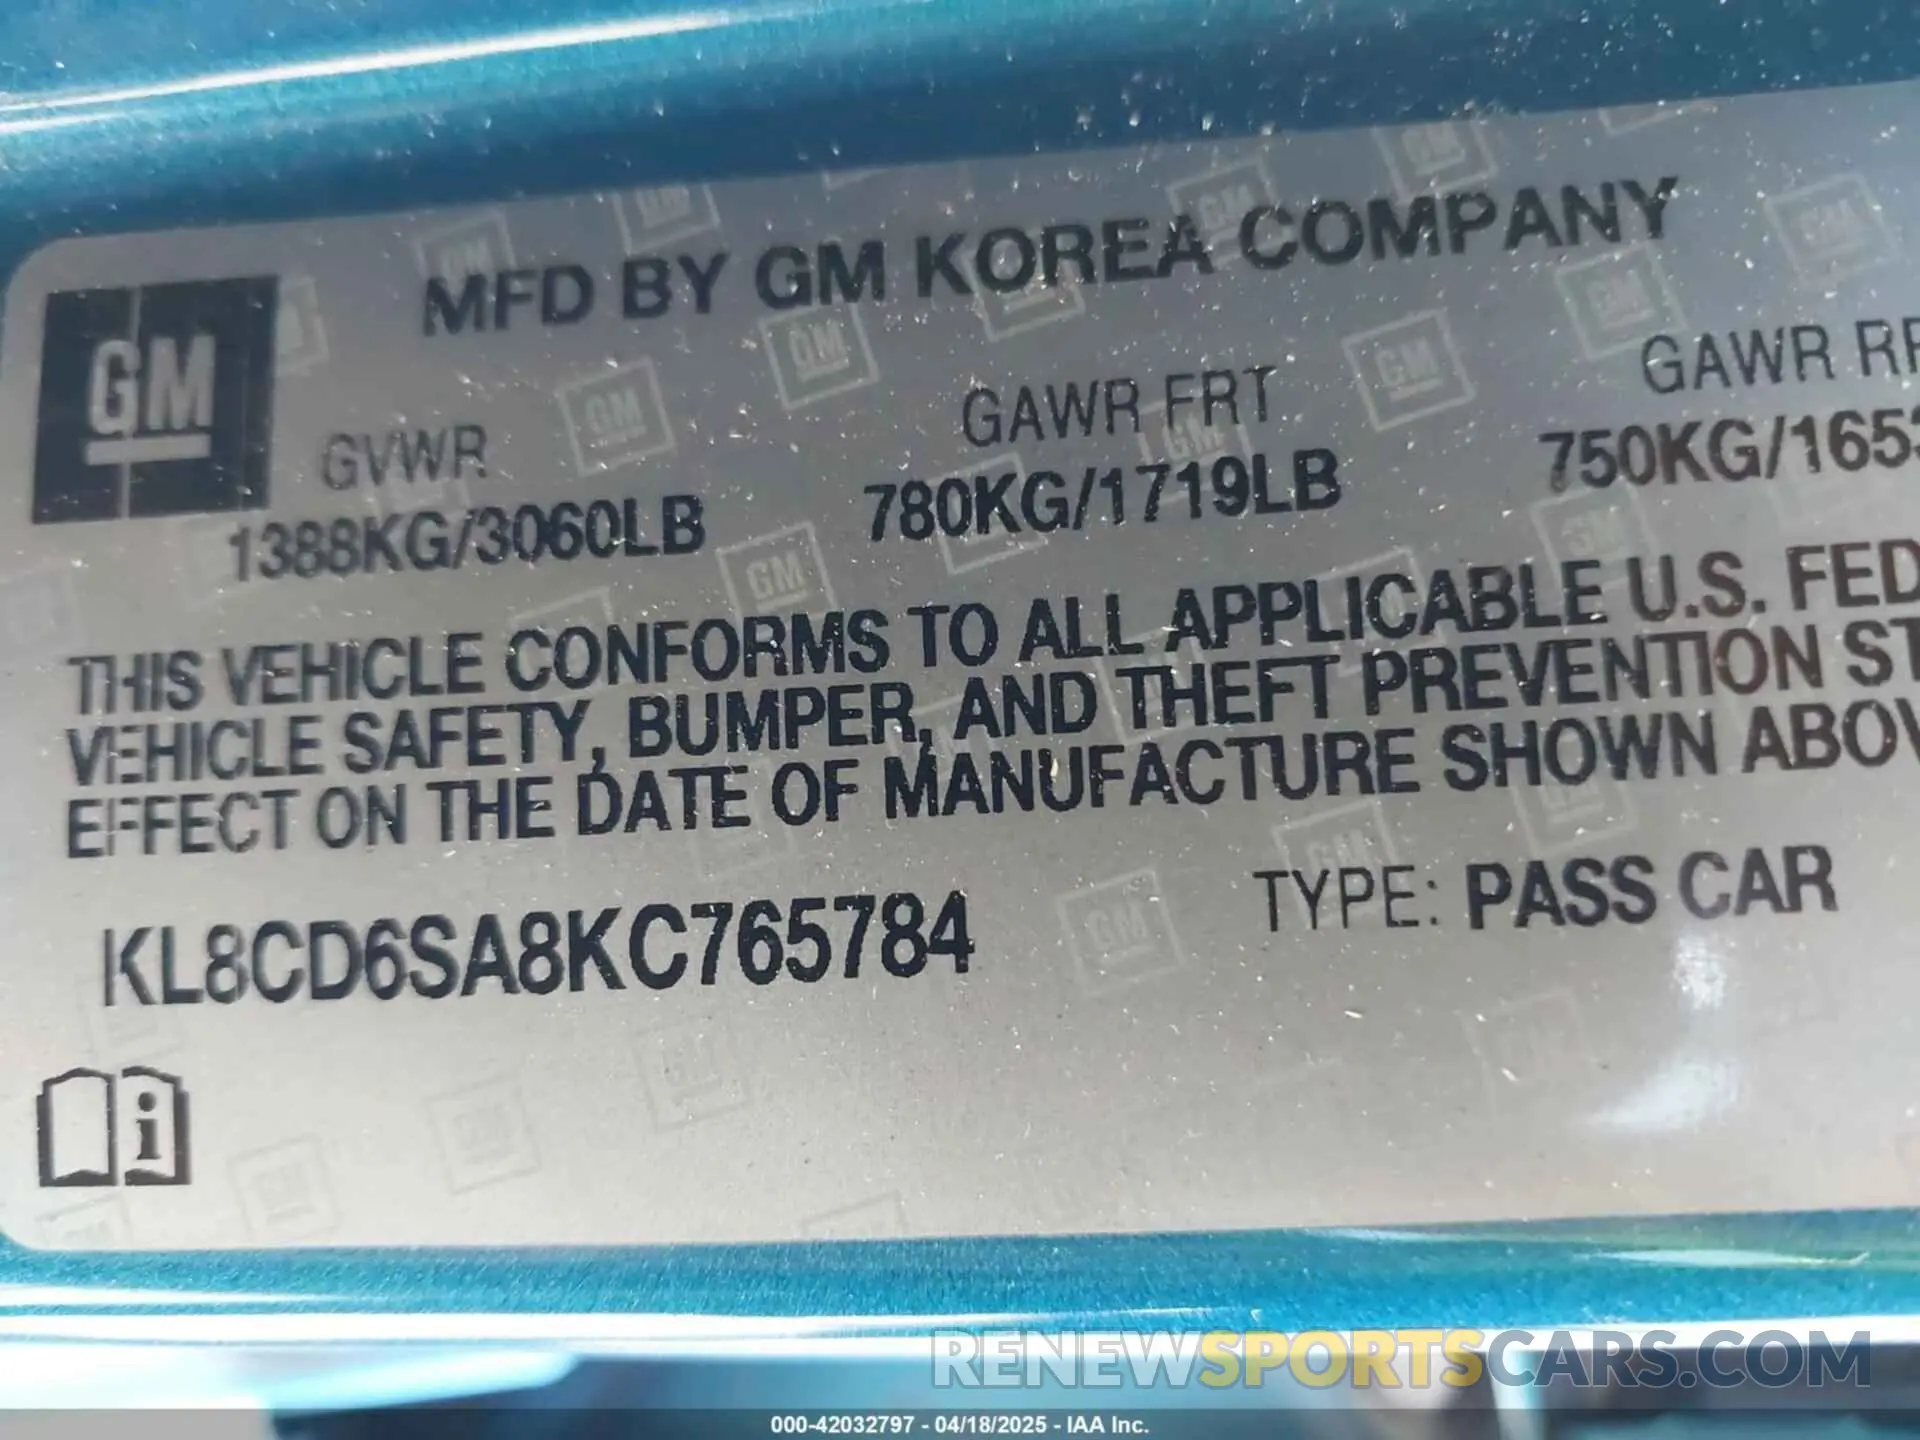 MFD BY GM KOREA COMPANY
GM
GVWR GAWR FRT GAWR RR
1388KG/3060LB 780KG/1719LB 750KG/1653
THIS VEHICLE CONFORMS TO ALL APPLICABLE U.S. FED
VEHICLE SAFETY, BUMPER, AND THEFT PREVENTION ST
EFFECT ON THE DATE OF MANUFACTURE SHOWN ABOV
KL8CD6SA8KC765784 TYPE: PASS CAR
RENEWSPORTSCARS.COM
000-42032797 - 04/18/2025 - IAA Inc.